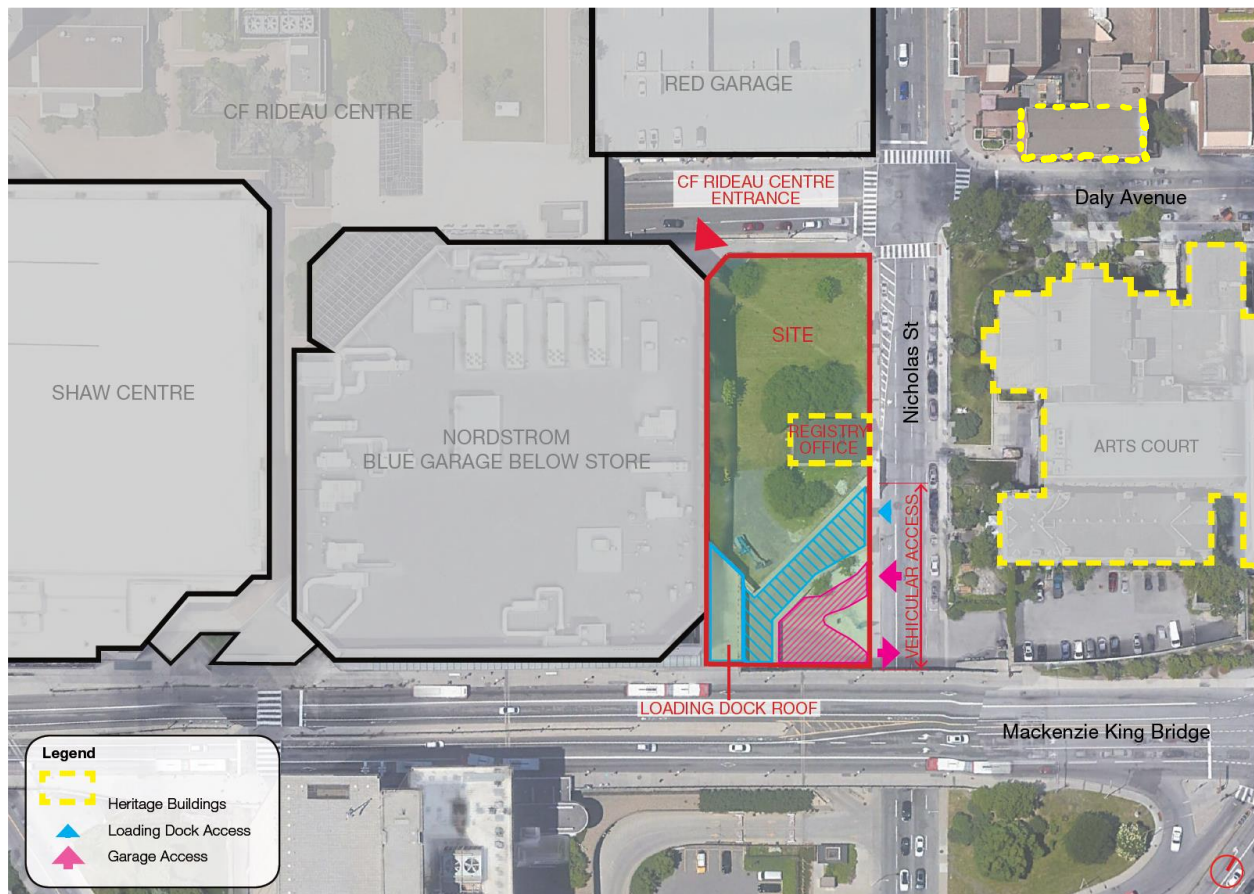 RED GARAGE
CF RIDEAU CENTRE
CF RIDEAU CENTRE
ENTRANCE
Daly Avenue
SITE
Nicholas St
SHAW CENTRE
NORDSTROM
BLUE GARAGE BELOW STORE
REGISTRY
OFFICE
ARTS COURT
VEHICULAR ACCESS
LOADING DOCK ROOF
Mackenzie King Bridge
Legend
Heritage Buildings
Loading Dock Access
Garage Access